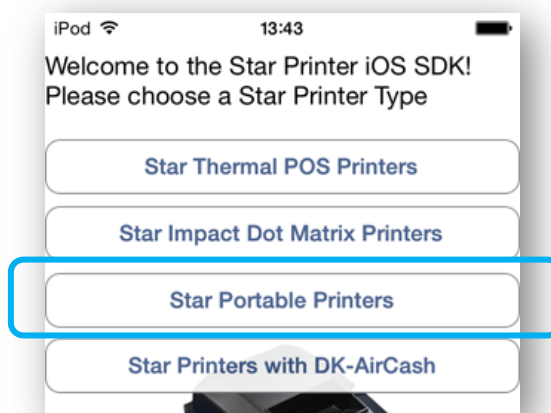 iPod 13:43
Welcome to the Star Printer iOS SDK!
Please choose a Star Printer Type
Star Thermal POS Printers
Star Impact Dot Matrix Printers
Star Portable Printers
Star Printers with DK-AirCash